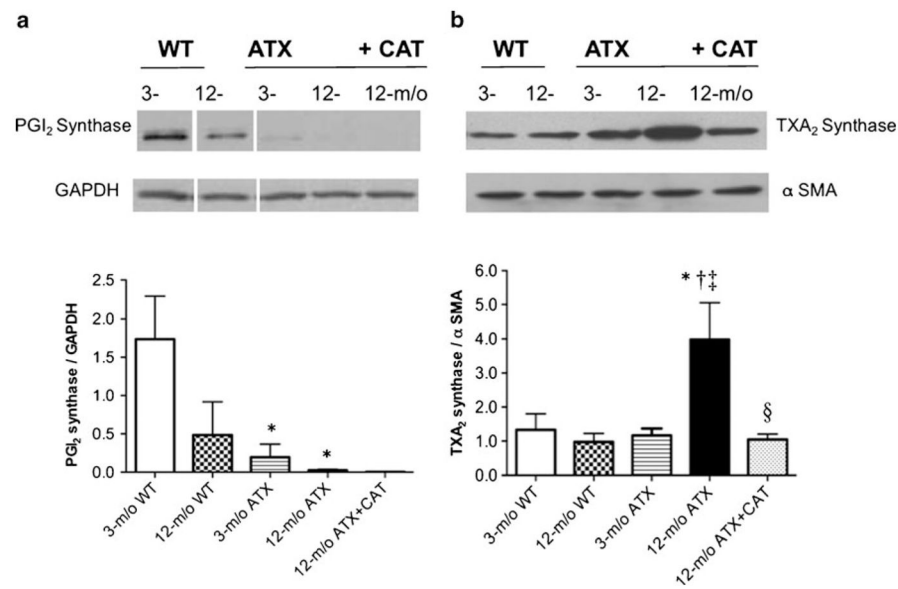 a
WT ATX + CAT
3- 12- 3- 12- 12-m/o
PGI₂ Synthase
GAPDH
PGI₂ synthase / GAPDH
2.5
2.0
1.5
1.0
0.5
0.0
*
*
3-m/o WT
12-m/o WT
3-m/o ATX
12-m/o ATX
12-m/o ATX+CAT
b
WT ATX + CAT
3- 12- 3- 12- 12-m/o
TXA₂ Synthase
α SMA
TXA₂ synthase / α SMA
6.0
5.0
4.0
3.0
2.0
1.0
0.0
* †‡
§
3-m/o WT
12-m/o WT
3-m/o ATX
12-m/o ATX
12-m/o ATX+CAT